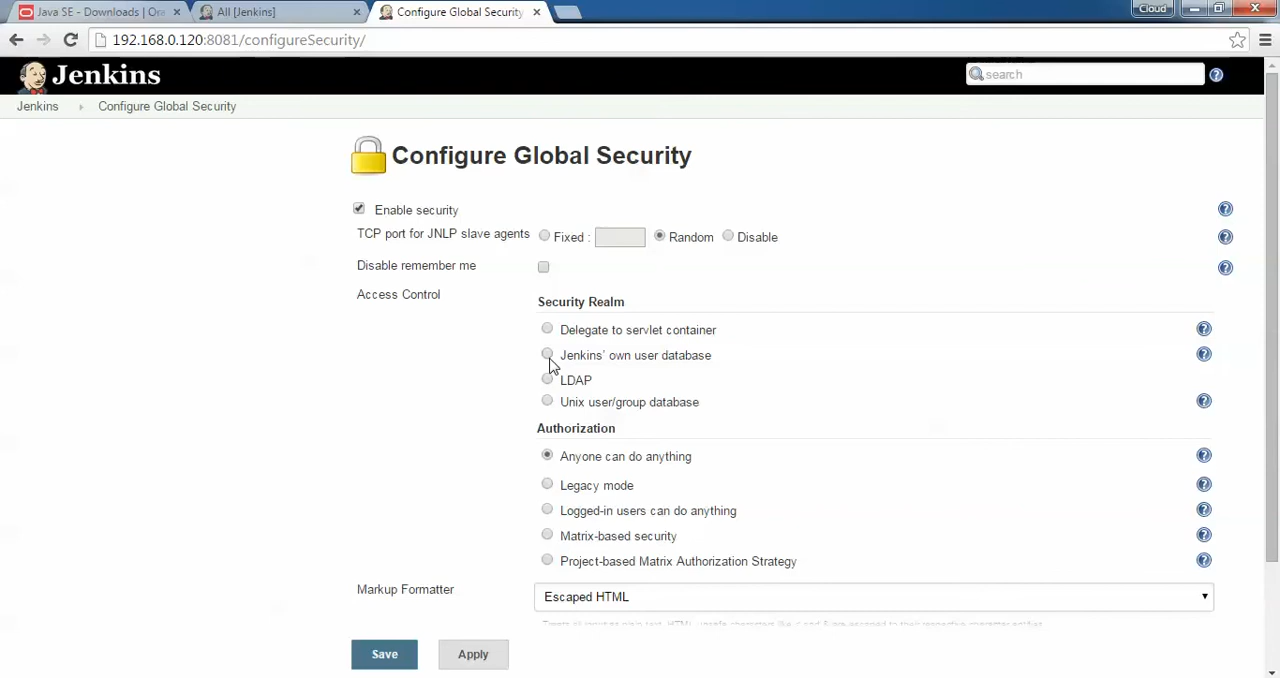 Java SE - Downloads | Ora
All [Jenkins]
Configure Global Security
Cloud
192.168.0.120:8081/configureSecurity/
Jenkins
search
Jenkins
Configure Global Security
Configure Global Security
Enable security
TCP port for JNLP slave agents
Fixed :
Random
Disable
Disable remember me
Access Control
Security Realm
Delegate to servlet container
Jenkins' own user database
LDAP
Unix user/group database
Authorization
Anyone can do anything
Legacy mode
Logged-in users can do anything
Matrix-based security
Project-based Matrix Authorization Strategy
Markup Formatter
Escaped HTML
Save
Apply